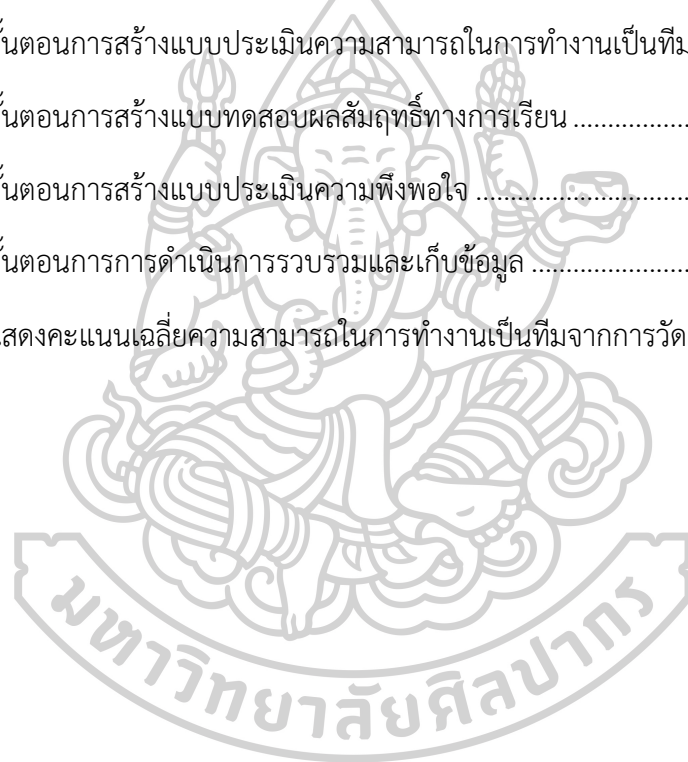 ั้นตอนการสร้างแบบประเมินความสามารถในการทำงานเป็นทีม
ั้นตอนการสร้างแบบทดสอบผลสัมฤทธิ์ทางการเรียน .................
ั้นตอนการสร้างแบบประเมินความพึงพอใจ ................................
ั้นตอนการการดำเนินการรวบรวมและเก็บข้อมูล .......................
สดงคะแนนเฉลี่ยความสามารถในการทำงานเป็นทีมจากการวัด
มหาวิทยาลัยศิลปากร